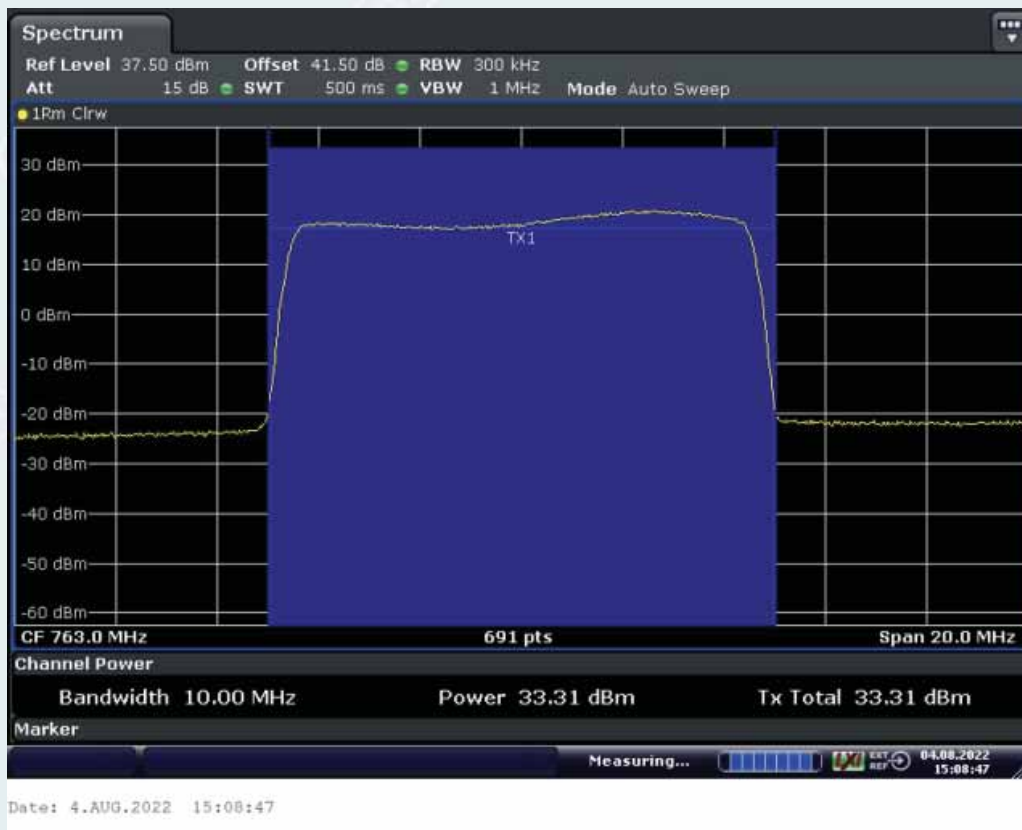 Spectrum
Ref Level 37.50 dBm Offset 41.50 dB RBW 300 kHz
Att 15 dB SWT 500 ms VBW 1 MHz Mode Auto Sweep
1Rm Clrw
30 dBm
20 dBm
TX1
10 dBm
0 dBm
-10 dBm
-20 dBm
-30 dBm
-40 dBm
-50 dBm
-60 dBm
CF 763.0 MHz 691 pts Span 20.0 MHz
Channel Power
Bandwidth 10.00 MHz Power 33.31 dBm Tx Total 33.31 dBm
Marker
Measuring... LXI EXT REF 04.08.2022
15:08:47
Date: 4.AUG.2022 15:08:47